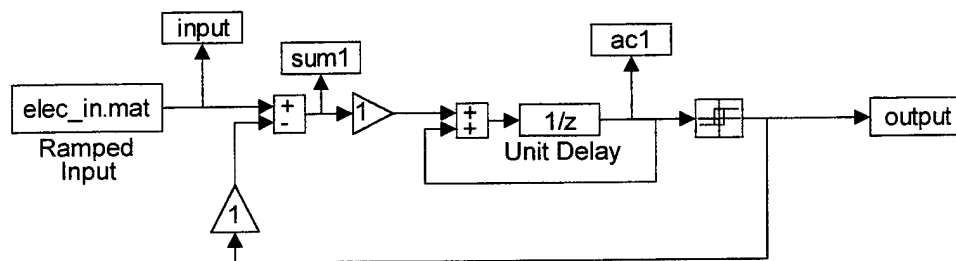 input
sum1
ac1
elec_in.mat
+
-
1
+
+
1/z
output
Ramped
Input
Unit Delay
1